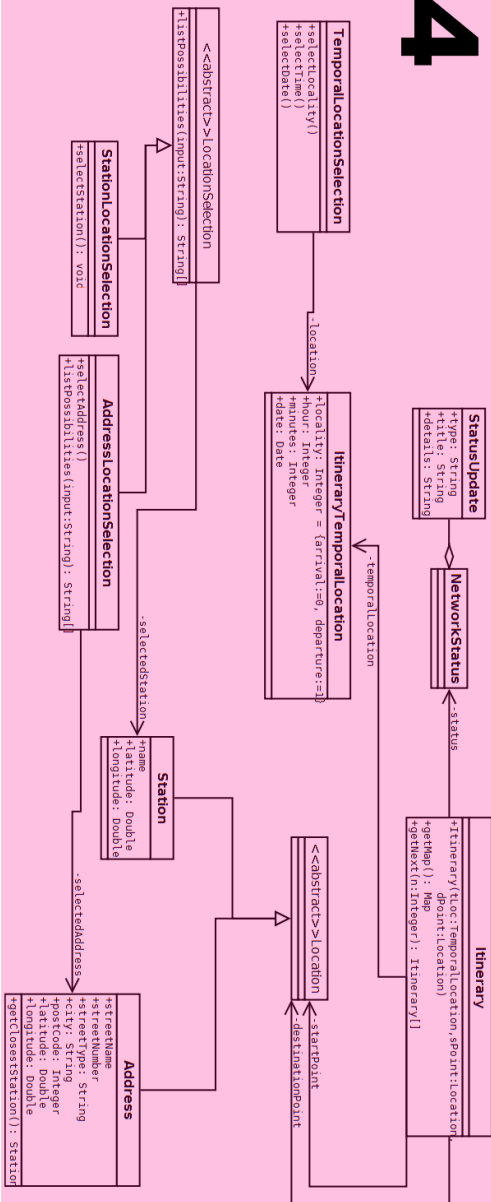 4
StatusUpdate
+type: String
+title: String
+details: String
NetworkStatus
-status
Itinerary
+Itinerary(tLoc:TemporalLocation,sPoint:Location,
dPoint:Location)
+getMap(): Map
+getNext(n:Integer): Itinerary[]
TemporalLocationSelection
+selectLocality()
+selectTime()
+selectDate()
-location
ItineraryTemporalLocation
+locality: Integer = {arrival:=0, departure:=1}
+hour: Integer
+minutes: Integer
+date: Date
-temporalLocation
<<abstract>>Location
-startPoint
-destinationPoint
<<abstract>>LocationSelection
+listPossibilities(input:String): String[]
-selectedStation
Station
+name
+latitude: Double
+longitude: Double
StationLocationSelection
+selectStation(): void
AddressLocationSelection
+selectAddress()
+listPossibilities(input:String): String[]
-selectedAddress
Address
+streetName
+streetNumber
+streetType: String
+city: String
+postCode: Integer
+latitude: Double
+longitude: Double
+getClosestStation(): Station